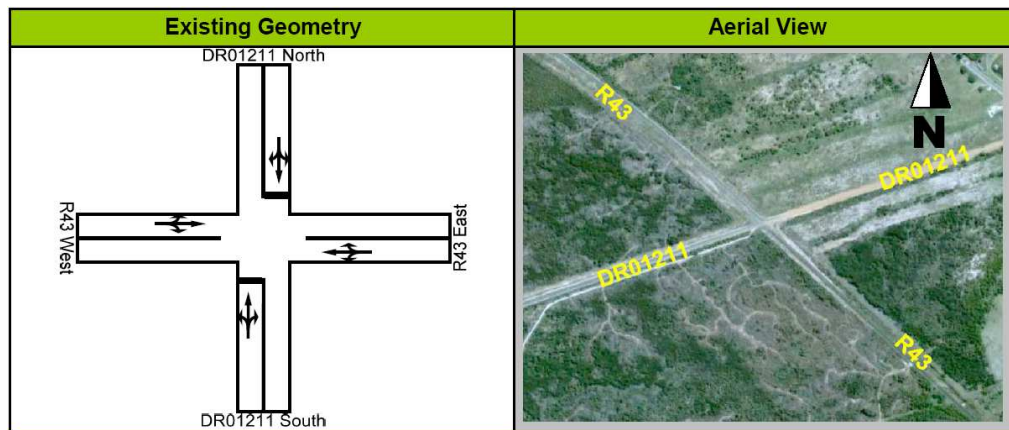 Existing Geometry
Aerial View
DR01211 North
R43 West
R43 East
DR01211 South
R43
N
DR01211
DR01211
R43